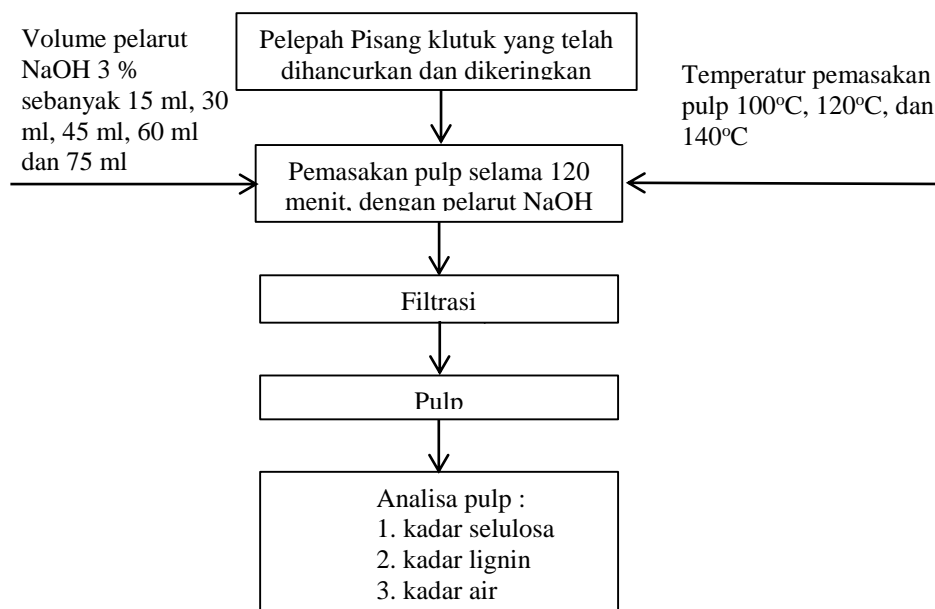 Volume pelarut
NaOH 3 %
sebanyak 15 ml, 30
ml, 45 ml, 60 ml
dan 75 ml
Pelepah Pisang klutuk yang telah
dihancurkan dan dikeringkan
Temperatur pemasakan
pulp 100°C, 120°C, dan
140°C
Pemasakan pulp selama 120
menit, dengan pelarut NaOH
Filtrasi
Pulp
Analisa pulp :
1. kadar selulosa
2. kadar lignin
3. kadar air